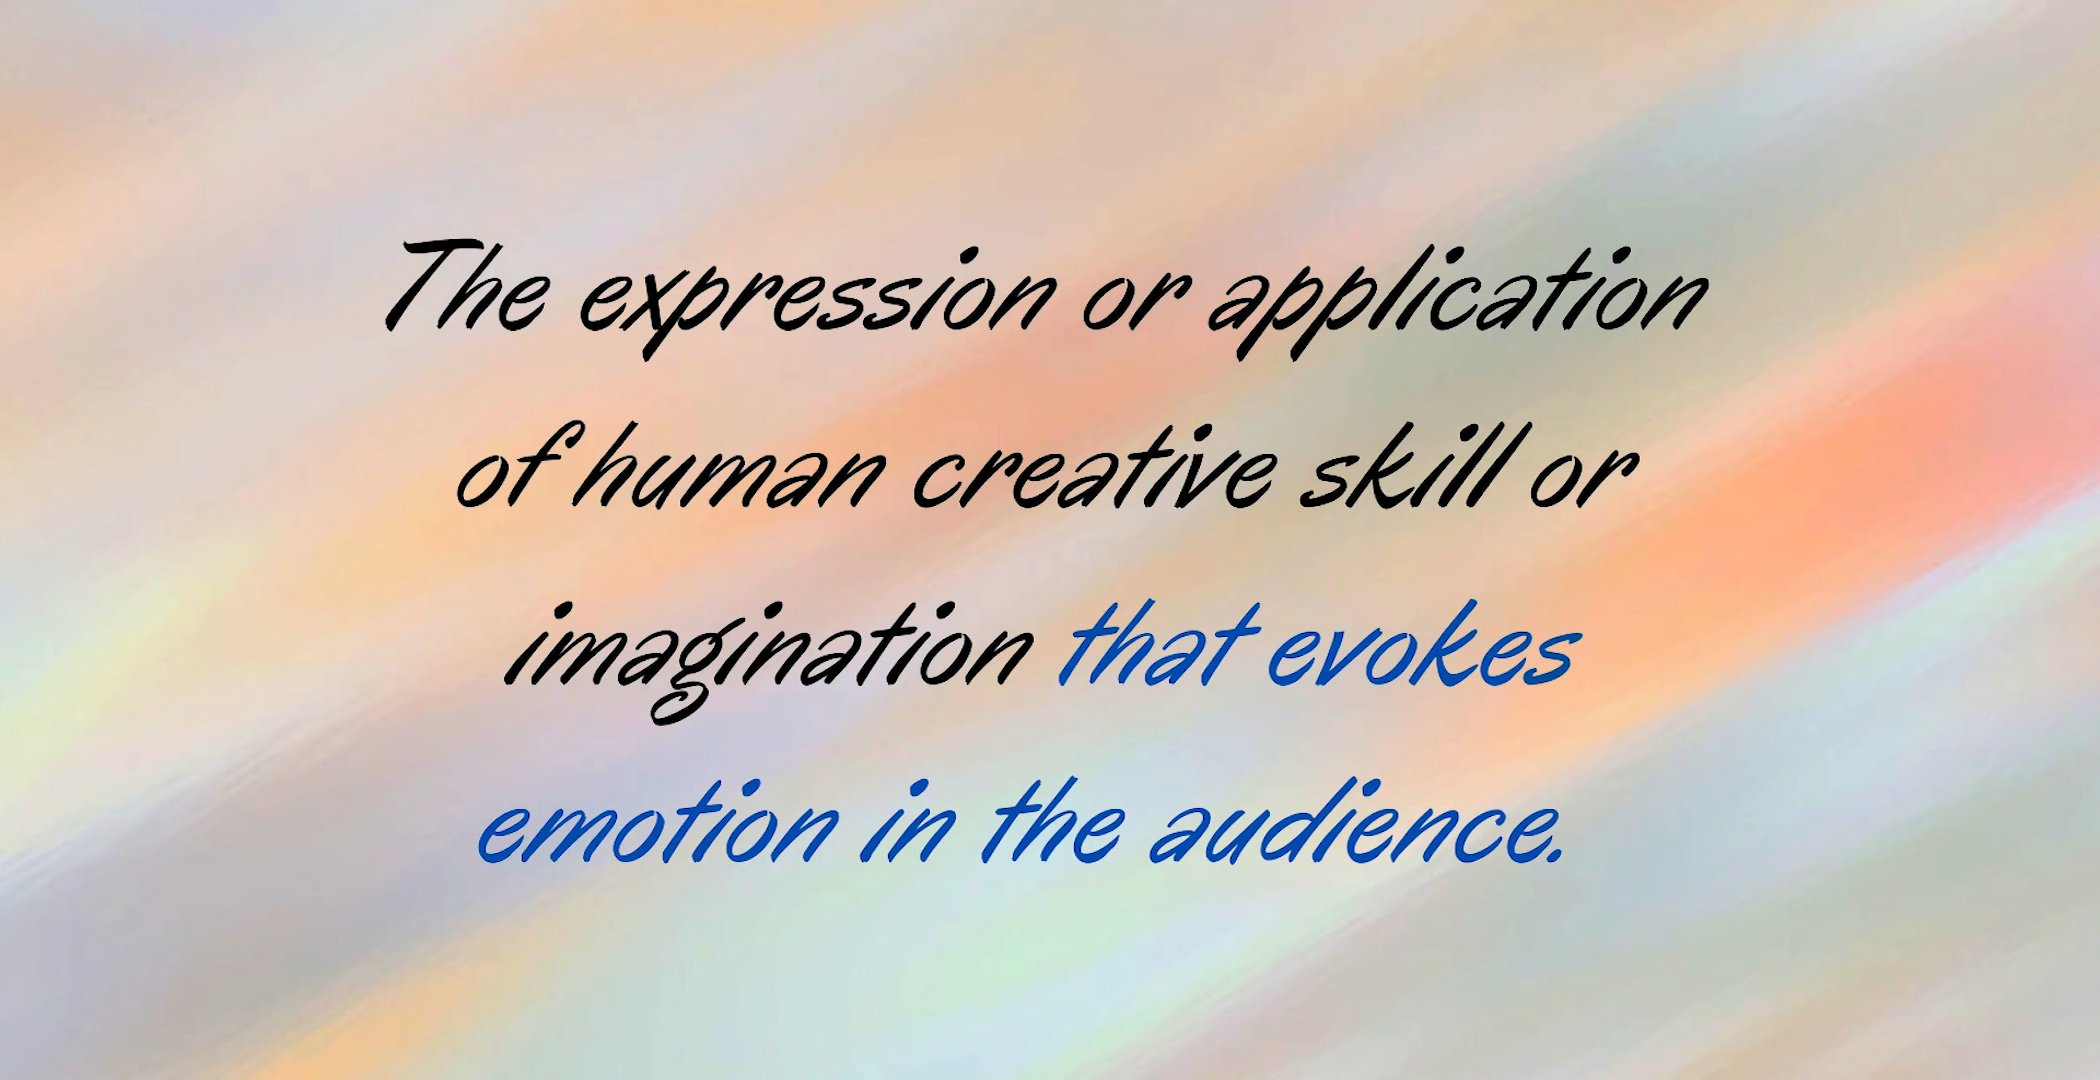 The expression or application
of human creative skill or
imagination that evokes
emotion in the audience.